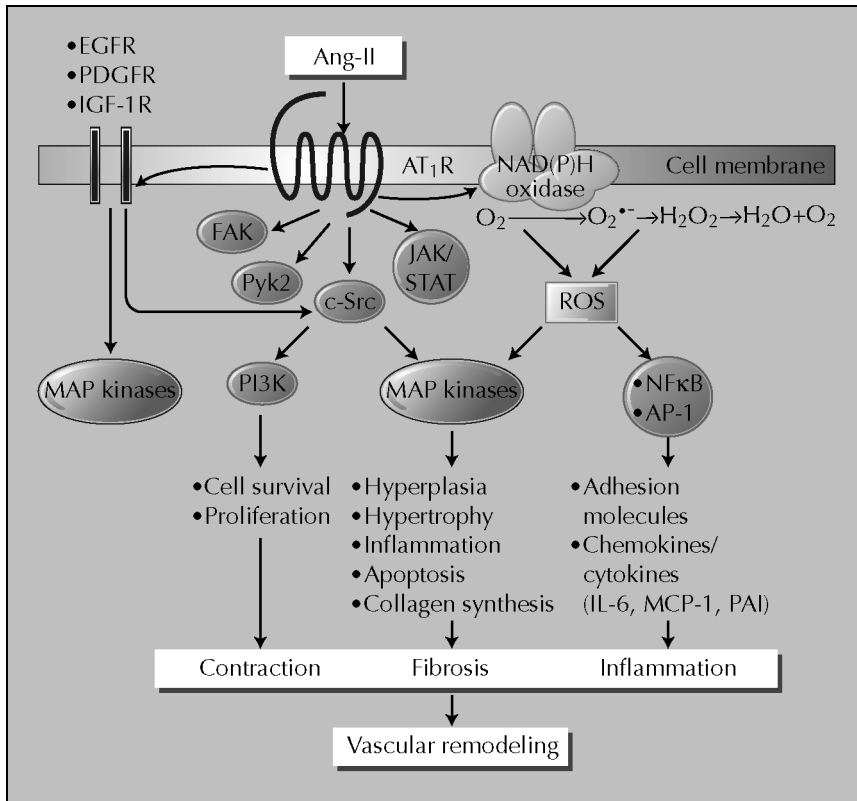 •EGFR
•PDGFR
•IGF-1R
Ang-II
AT₁R
NAD(P)H
oxidase
Cell membrane
O₂ → O₂•⁻ → H₂O₂ → H₂O+O₂
FAK
Pyk2
c-Src
JAK/
STAT
ROS
MAP kinases
PI3K
MAP kinases
•NFκB
•AP-1
•Cell survival
•Proliferation
•Hyperplasia
•Hypertrophy
•Inflammation
•Apoptosis
•Collagen synthesis
•Adhesion
molecules
•Chemokines/
cytokines
(IL-6, MCP-1, PAI)
Contraction Fibrosis Inflammation
Vascular remodeling